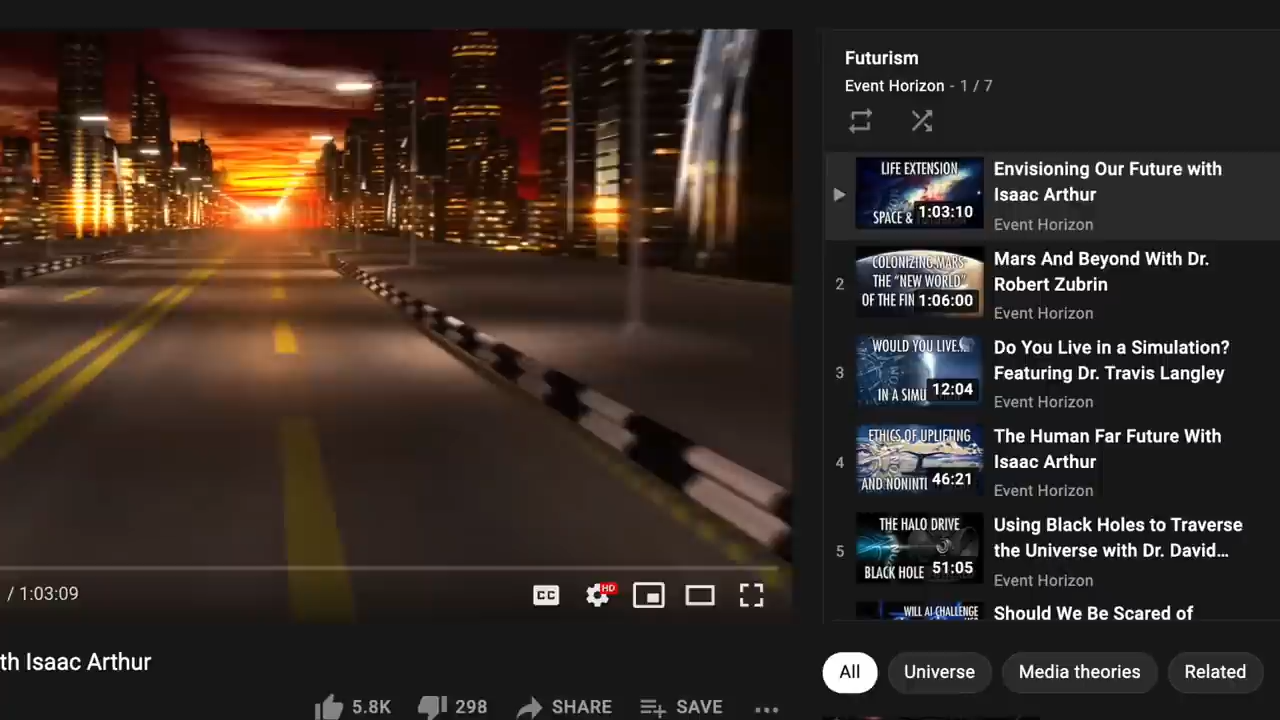 Futurism
Event Horizon - 1 / 7
LIFE EXTENSION
SPACE &
1:03:10
Envisioning Our Future with
Isaac Arthur
Event Horizon
2
COLONIZING MARS
THE "NEW WORLD"
OF THE FIN
1:06:00
Mars And Beyond With Dr.
Robert Zubrin
Event Horizon
3
WOULD YOU LIVE...
IN A SIMU
12:04
Do You Live in a Simulation?
Featuring Dr. Travis Langley
Event Horizon
4
ETHICS OF UPLIFTING
AND NONINT
46:21
The Human Far Future With
Isaac Arthur
Event Horizon
5
THE HALO DRIVE
BLACK HOLE
51:05
Using Black Holes to Traverse
the Universe with Dr. David...
Event Horizon
WILL AI CHALLENGE
Should We Be Scared of
/ 1:03:09
CC
HD
th Isaac Arthur
All
Universe
Media theories
Related
5.8K
298
SHARE
SAVE